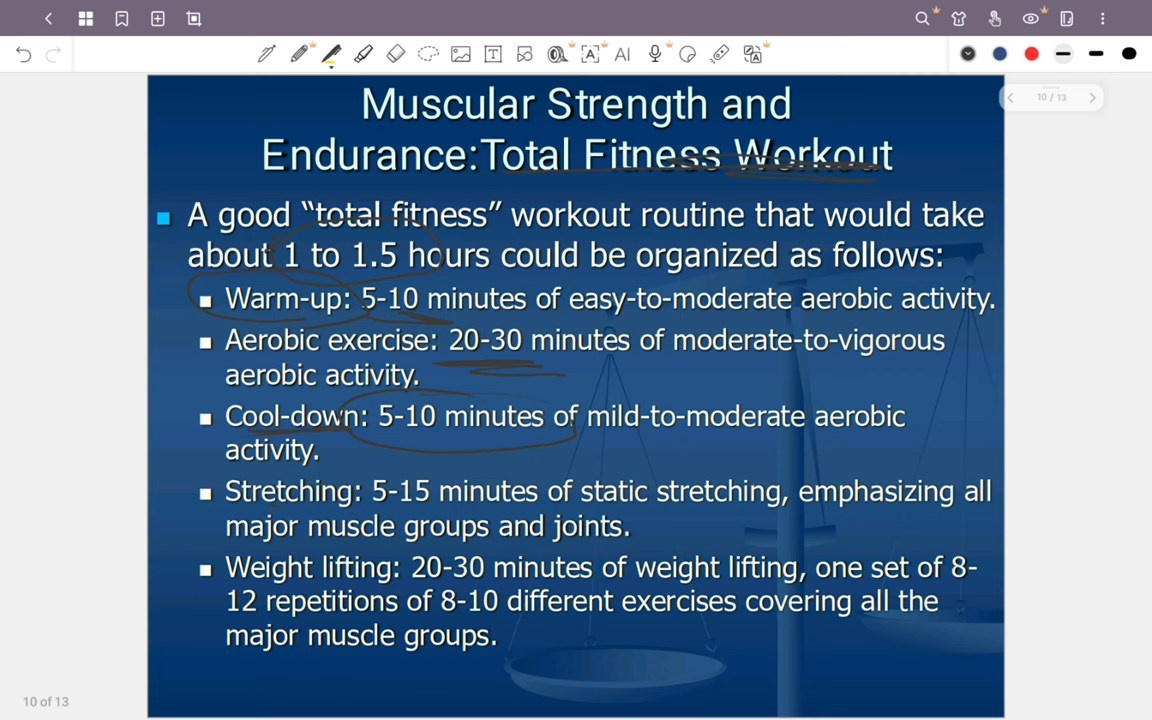 10 / 13
Muscular Strength and
Endurance:Total Fitness Workout
A good “total fitness” workout routine that would take
about 1 to 1.5 hours could be organized as follows:
Warm-up: 5-10 minutes of easy-to-moderate aerobic activity.
Aerobic exercise: 20-30 minutes of moderate-to-vigorous
aerobic activity.
Cool-down: 5-10 minutes of mild-to-moderate aerobic
activity.
Stretching: 5-15 minutes of static stretching, emphasizing all
major muscle groups and joints.
Weight lifting: 20-30 minutes of weight lifting, one set of 8-
12 repetitions of 8-10 different exercises covering all the
major muscle groups.
10 of 13